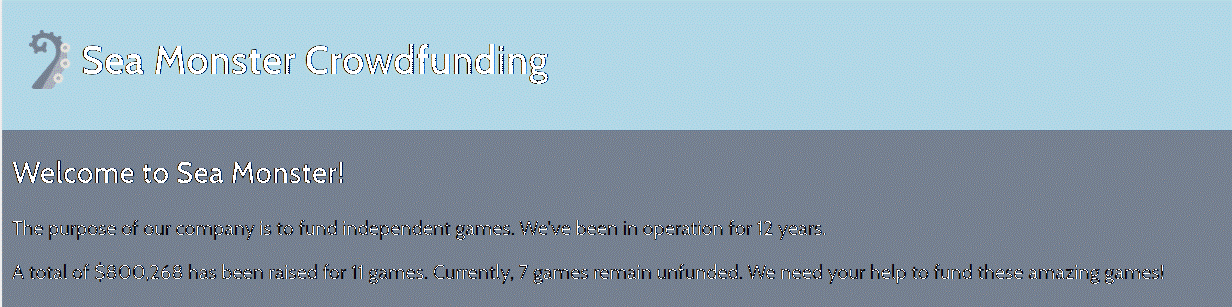 Sea Monster Crowdfunding
Welcome to Sea Monster!
The purpose of our company is to fund independent games. We've been in operation for 12 years.
A total of $800,268 has been raised for 11 games. Currently, 7 games remain unfunded. We need your help to fund these amazing games!